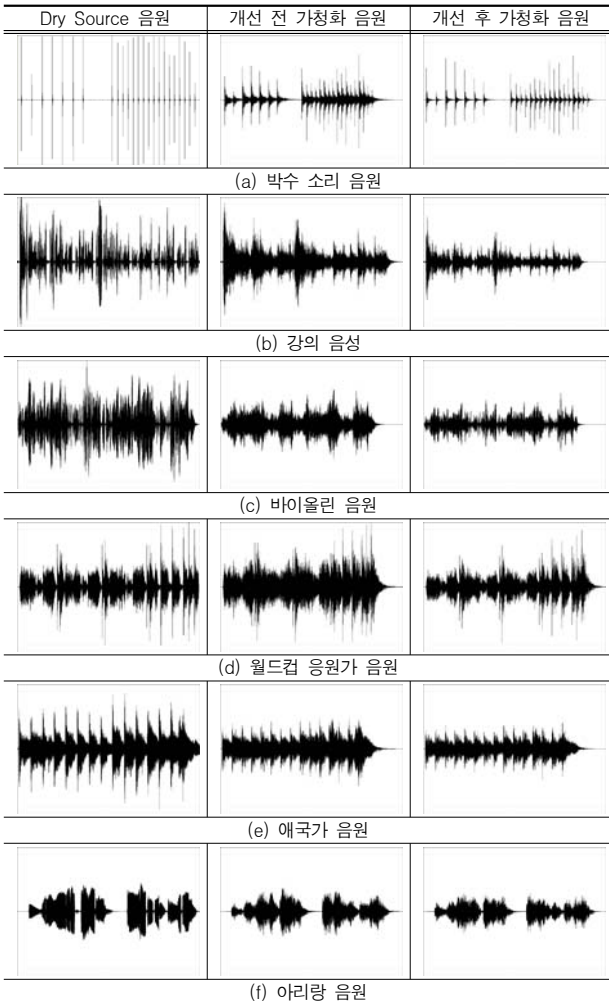 Dry Source 음원 개선 전 가청화 음원 개선 후 가청화 음원
(a) 박수 소리 음원
(b) 강의 음성
(c) 바이올린 음원
(d) 월드컵 응원가 음원
(e) 애국가 음원
(f) 아리랑 음원